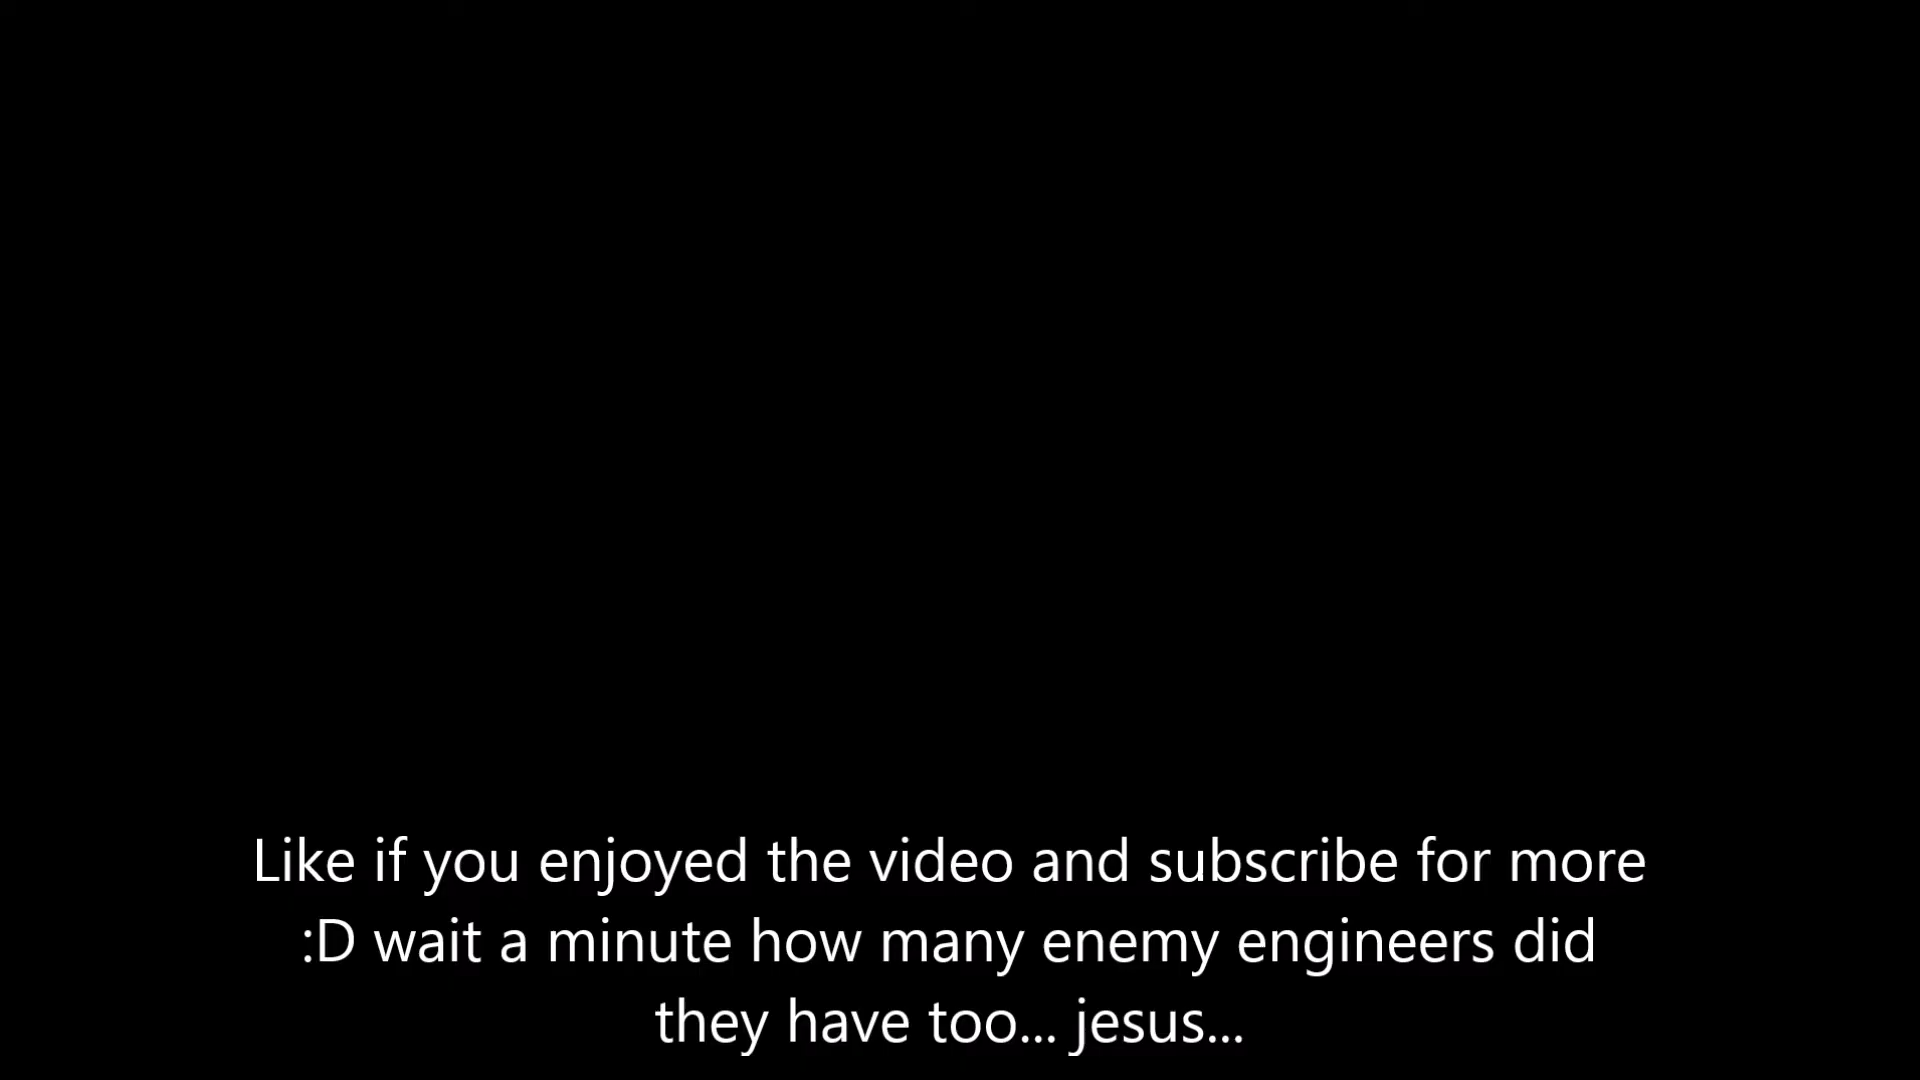 Like if you enjoyed the video and subscribe for more
:D wait a minute how many enemy engineers did
they have too... jesus...